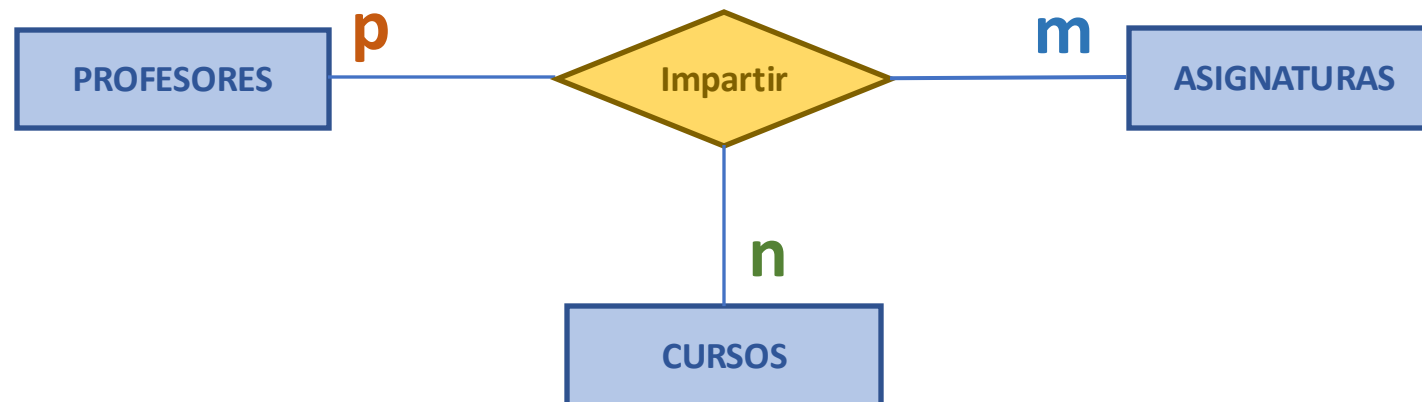 p
m
PROFESORES
Impartir
ASIGNATURAS
n
CURSOS